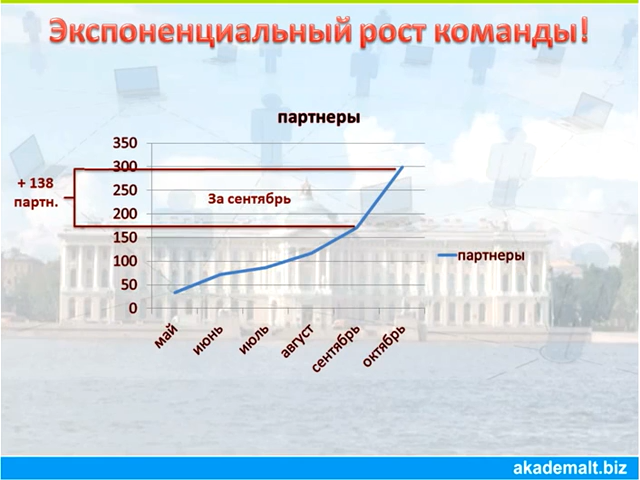 Экспоненциальный рост команды!
партнеры
350
300
250
200
150
100
50
0
+ 138
партн.
За сентябрь
партнеры
май
июнь
июль
август
сентябрь
октябрь
akademalt.biz